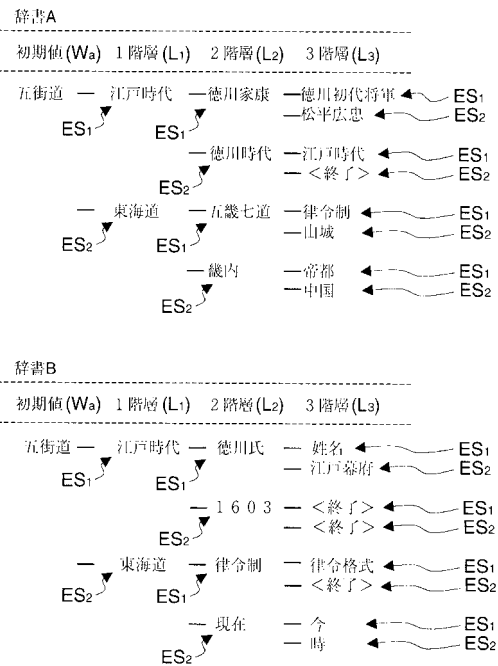 辞書A
初期値(Wa) 1階層(L1) 2階層(L2) 3階層(L3)
五街道 — 江戸時代 — 徳川家康 — 徳川初代将軍 ES1
ES1 ES1 — 松平広忠 ES2
— 徳川時代 — 江戸時代 ES1
ES2 — <終了> ES2
— 東海道 — 五畿七道 — 律令制 ES1
ES2 ES1 — 山城 ES2
— 畿内 — 帝都 ES1
ES2 — 中国 ES2
辞書B
初期値(Wa) 1階層(L1) 2階層(L2) 3階層(L3)
五街道 — 江戸時代 — 徳川氏 — 姓名 ES1
ES1 ES1 — 江戸幕府 ES2
— 1603 — <終了> ES1
ES2 — <終了> ES2
— 東海道 — 律令制 — 律令格式 ES1
ES2 ES1 — <終了> ES2
— 現在 — 今 ES1
ES2 — 時 ES2